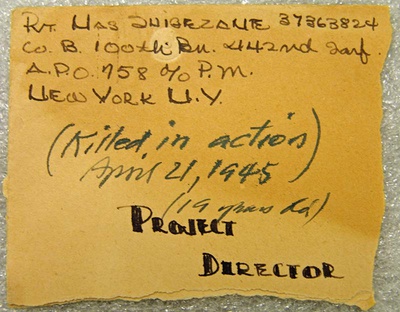 Pvt. Mas Shigezane 37363824
Co. B. 100th Bn. 442nd Inf.
A.P.O. 758 c/o P.M.
New York N.Y.
(Killed in action)
April 21, 1945
(19 years old)
PROJECT
DIRECTOR